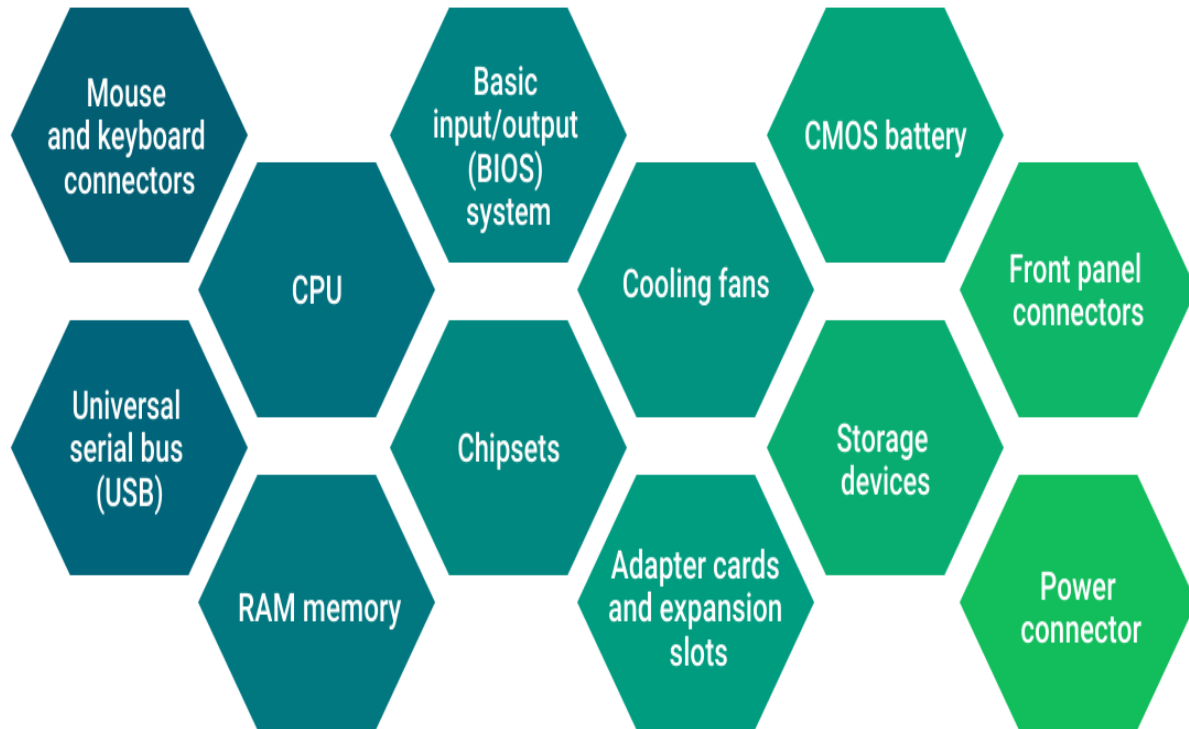 Mouse
and keyboard
connectors
Basic
input/output
(BIOS)
system
CMOS battery
CPU
Cooling fans
Front panel
connectors
Universal
serial bus
(USB)
Chipsets
Storage
devices
RAM memory
Adapter cards
and expansion
slots
Power
connector